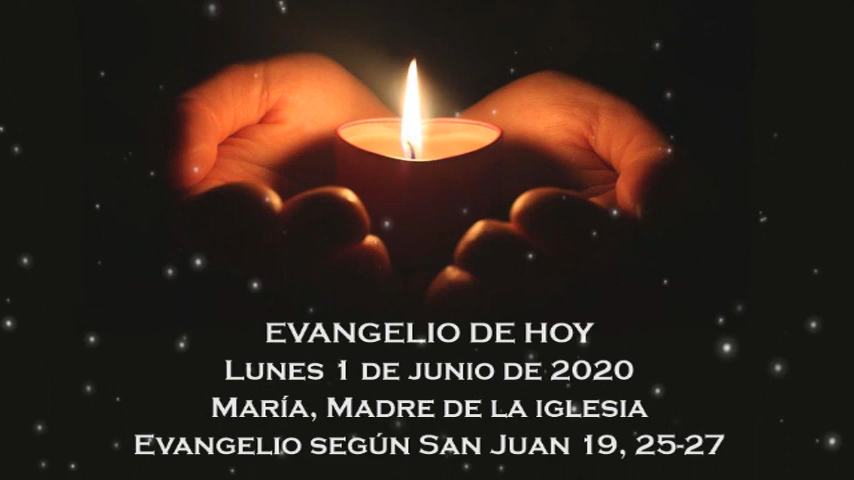 EVANGELIO DE HOY
Lunes 1 de junio de 2020
María, Madre de la iglesia
Evangelio según San Juan 19, 25-27